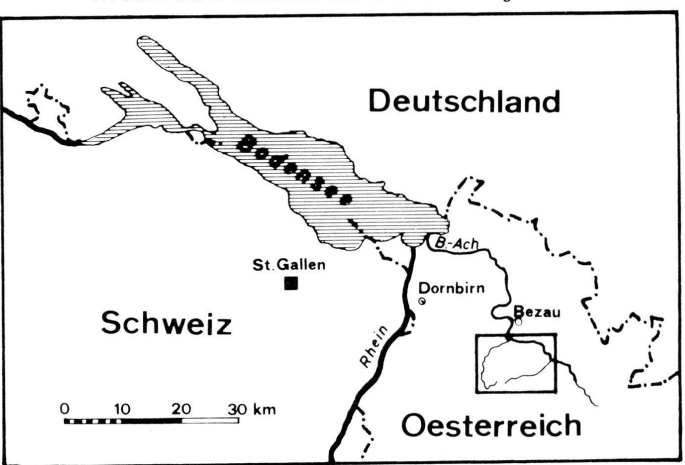 Deutschland
Bodensee
B.-Ach
St. Gallen
Dornbirn
Bezau
Schweiz
Rhein
0 10 20 30 km
Oesterreich